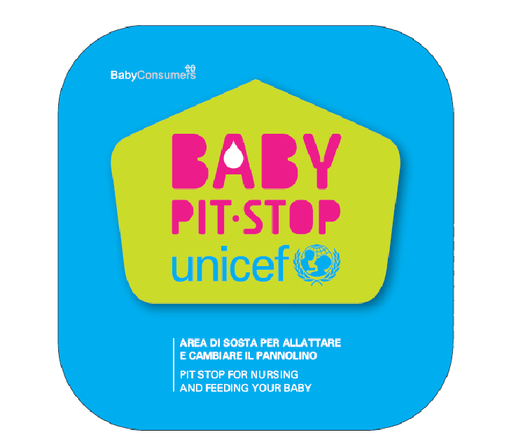 BabyConsumers
BABY
PIT·STOP
unicef
AREA DI SOSTA PER ALLATTARE
E CAMBIARE IL PANNOLINO
PIT STOP FOR NURSING
AND FEEDING YOUR BABY